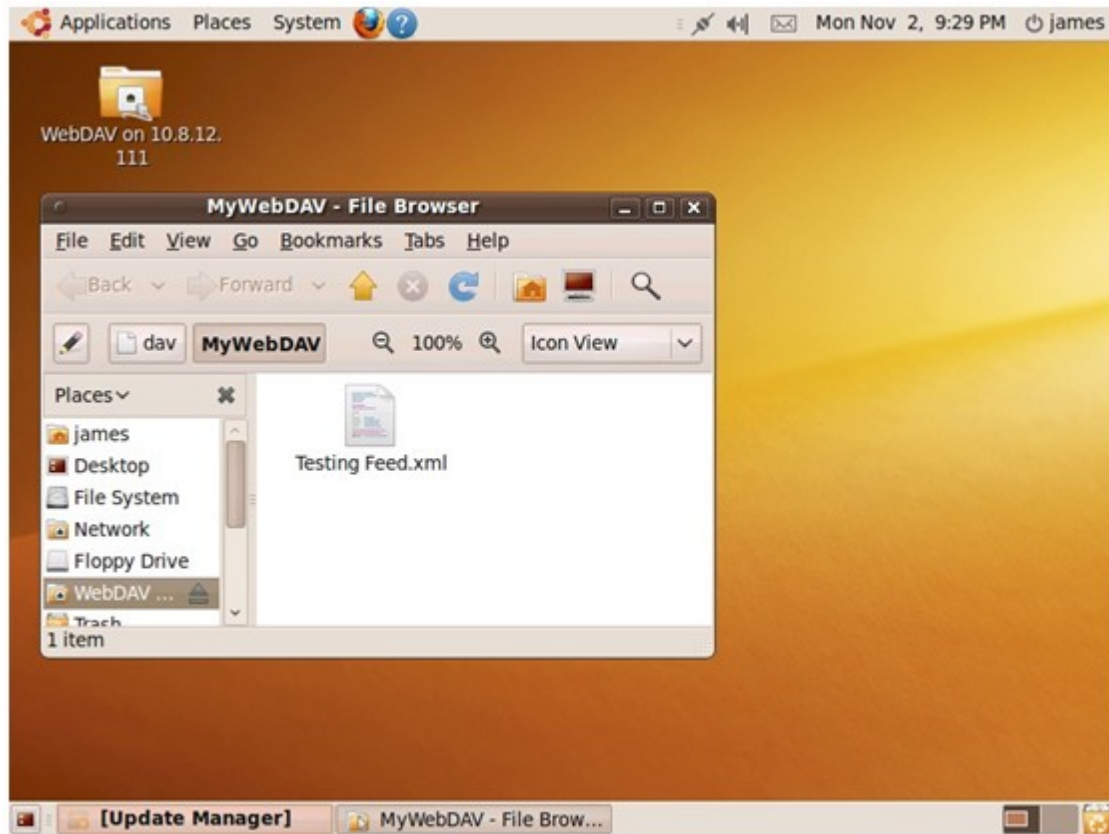 Applications Places System Mon Nov 2, 9:29 PM james
WebDAV on 10.8.12.
111
MyWebDAV - File Browser
File Edit View Go Bookmarks Tabs Help
Back Forward
dav MyWebDAV 100% Icon View
Places
james
Desktop
Testing Feed.xml
File System
Network
Floppy Drive
WebDAV ...
Trash
1 item
[Update Manager] MyWebDAV - File Brow...